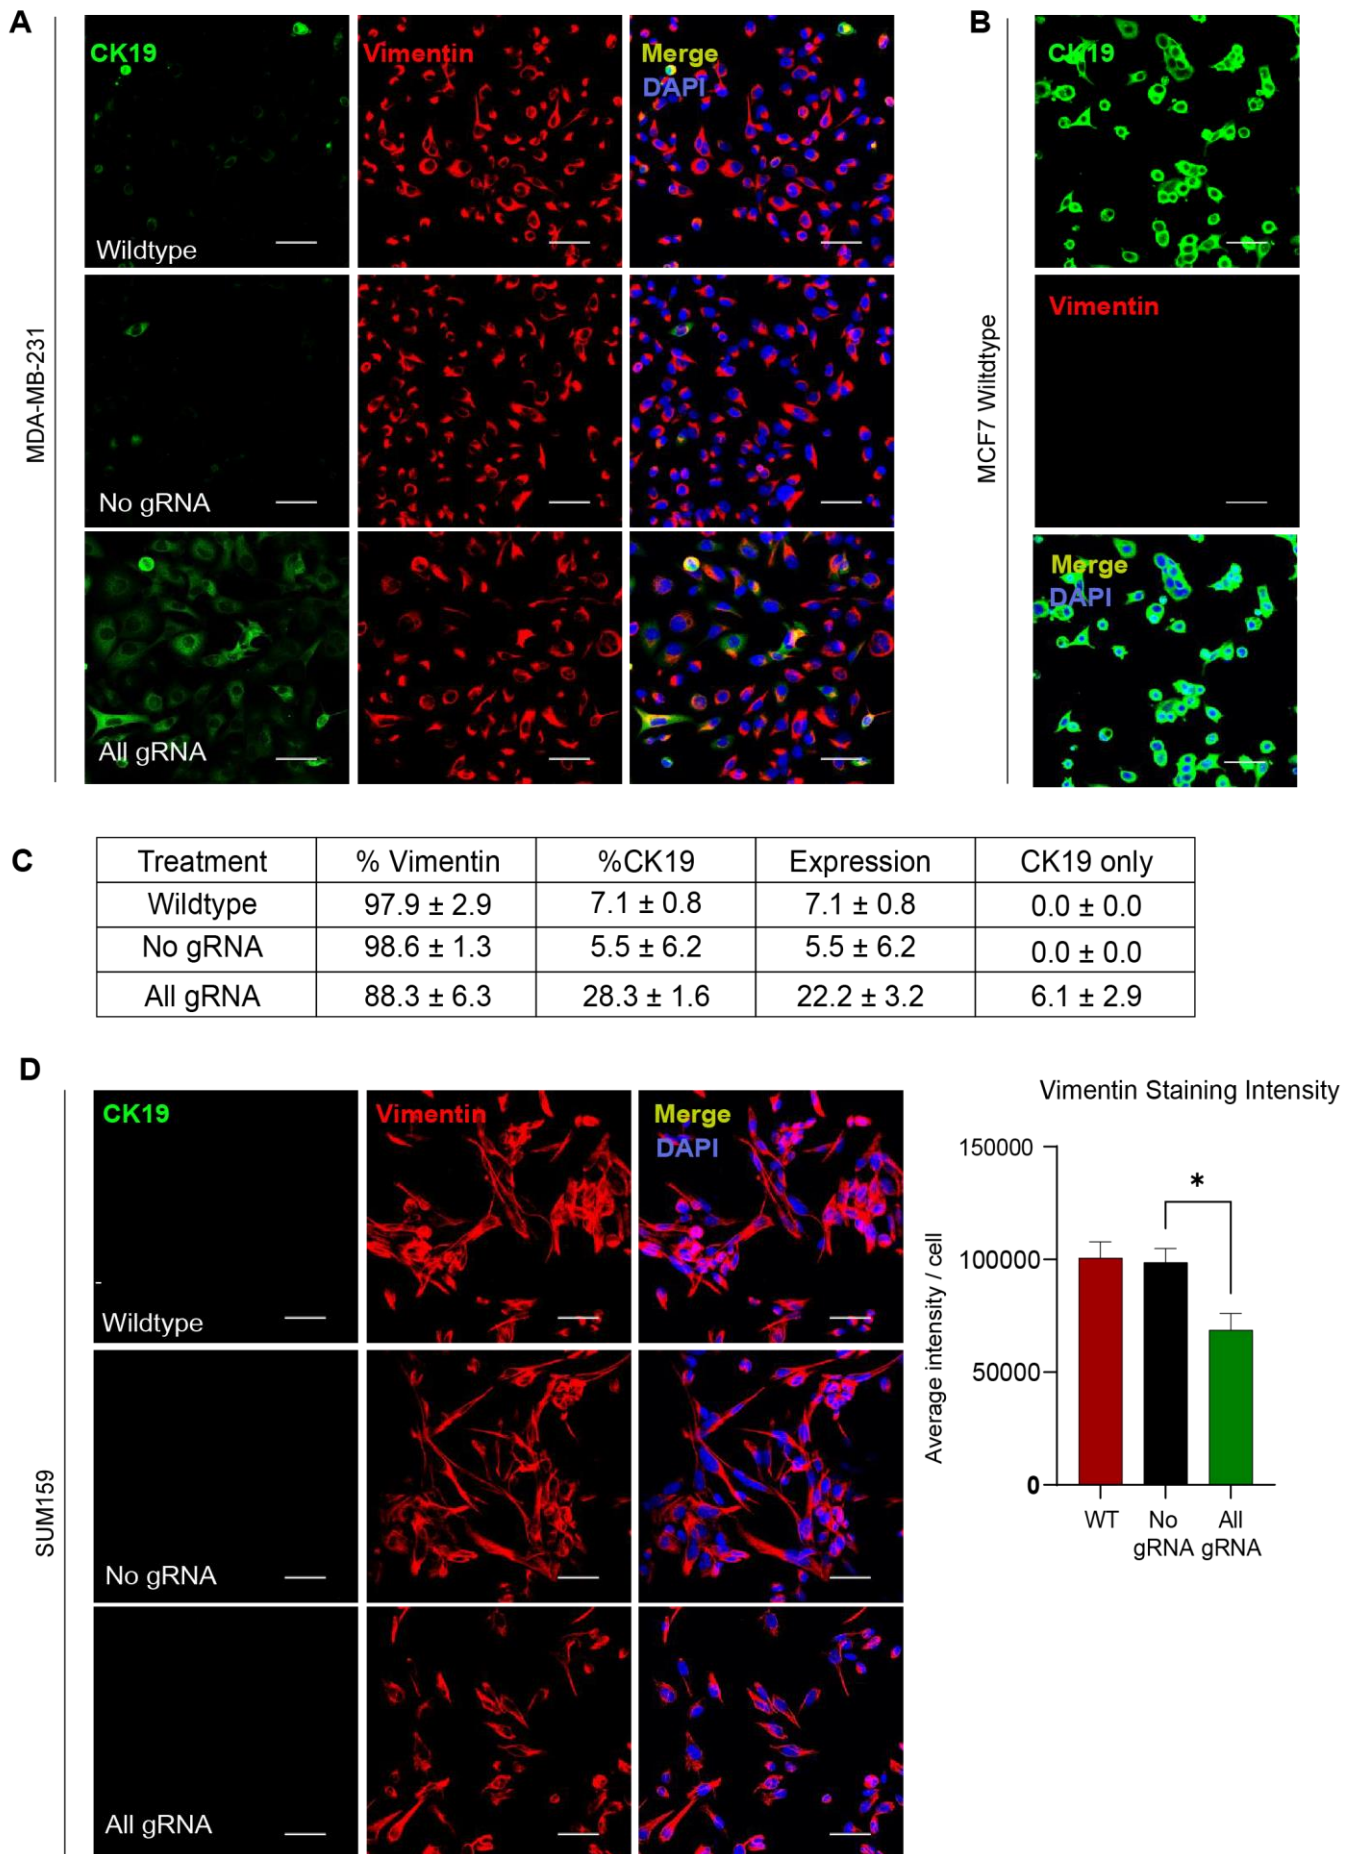 A
CK19
Vimentin
Merge
DAPI
Wildtype
No gRNA
All gRNA
MDA-MB-231
B
CK19
Vimentin
Merge
DAPI
MCF7 Wiltdtype
C
Treatment % Vimentin %CK19 Expression CK19 only
Wildtype 97.9 ± 2.9 7.1 ± 0.8 7.1 ± 0.8 0.0 ± 0.0
No gRNA 98.6 ± 1.3 5.5 ± 6.2 5.5 ± 6.2 0.0 ± 0.0
All gRNA 88.3 ± 6.3 28.3 ± 1.6 22.2 ± 3.2 6.1 ± 2.9
D
CK19
Vimentin
Merge
DAPI
Wildtype
No gRNA
All gRNA
SUM159
Vimentin Staining Intensity
Average intensity / cell
150000
100000
50000
0
*
WT
No
gRNA
All
gRNA